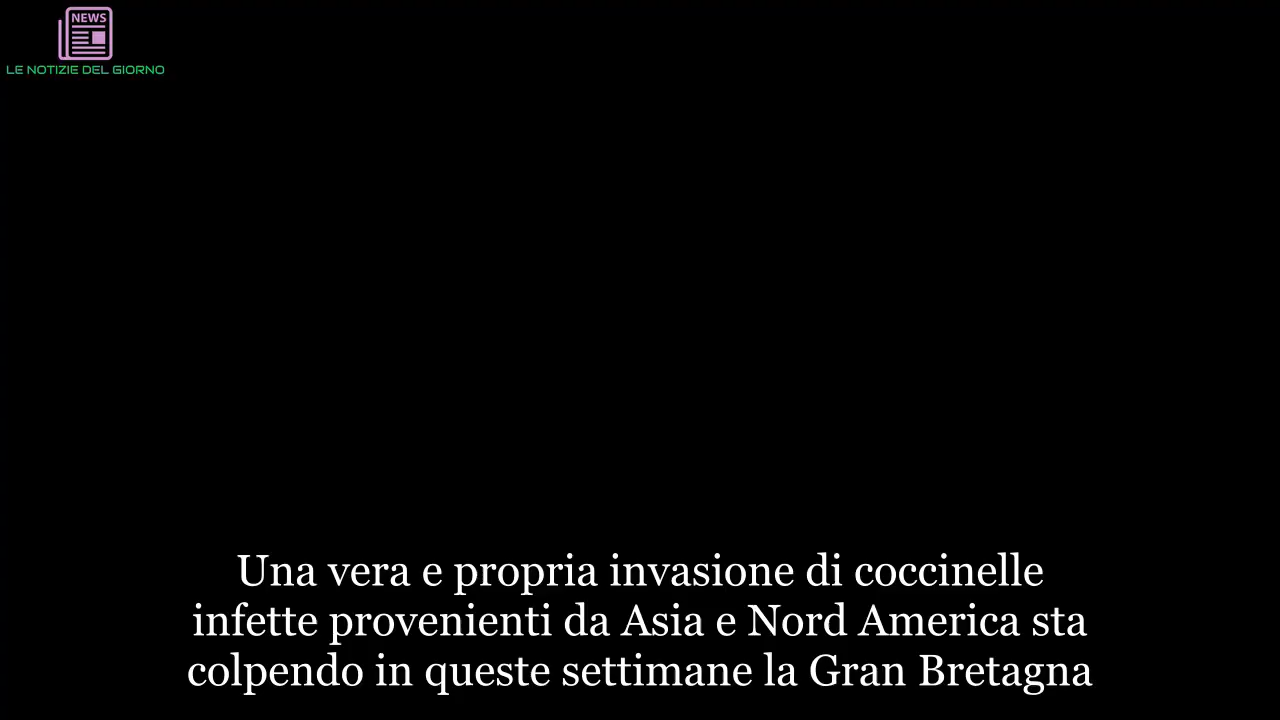 NEWS
LE NOTIZIE DEL GIORNO
Una vera e propria invasione di coccinelle
infette provenienti da Asia e Nord America sta
colpendo in queste settimane la Gran Bretagna